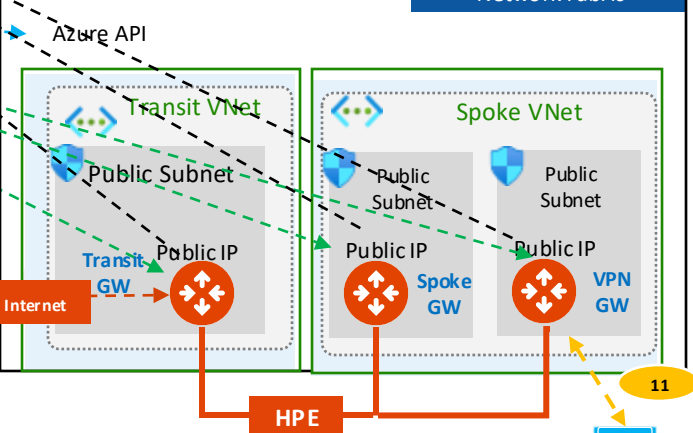 Azure API
Transit VNet
Public Subnet
Public IP
Transit
GW
Internet
Spoke VNet
Public
Subnet
Public IP
Spoke
GW
Public
Subnet
Public IP
VPN
GW
HPE
11